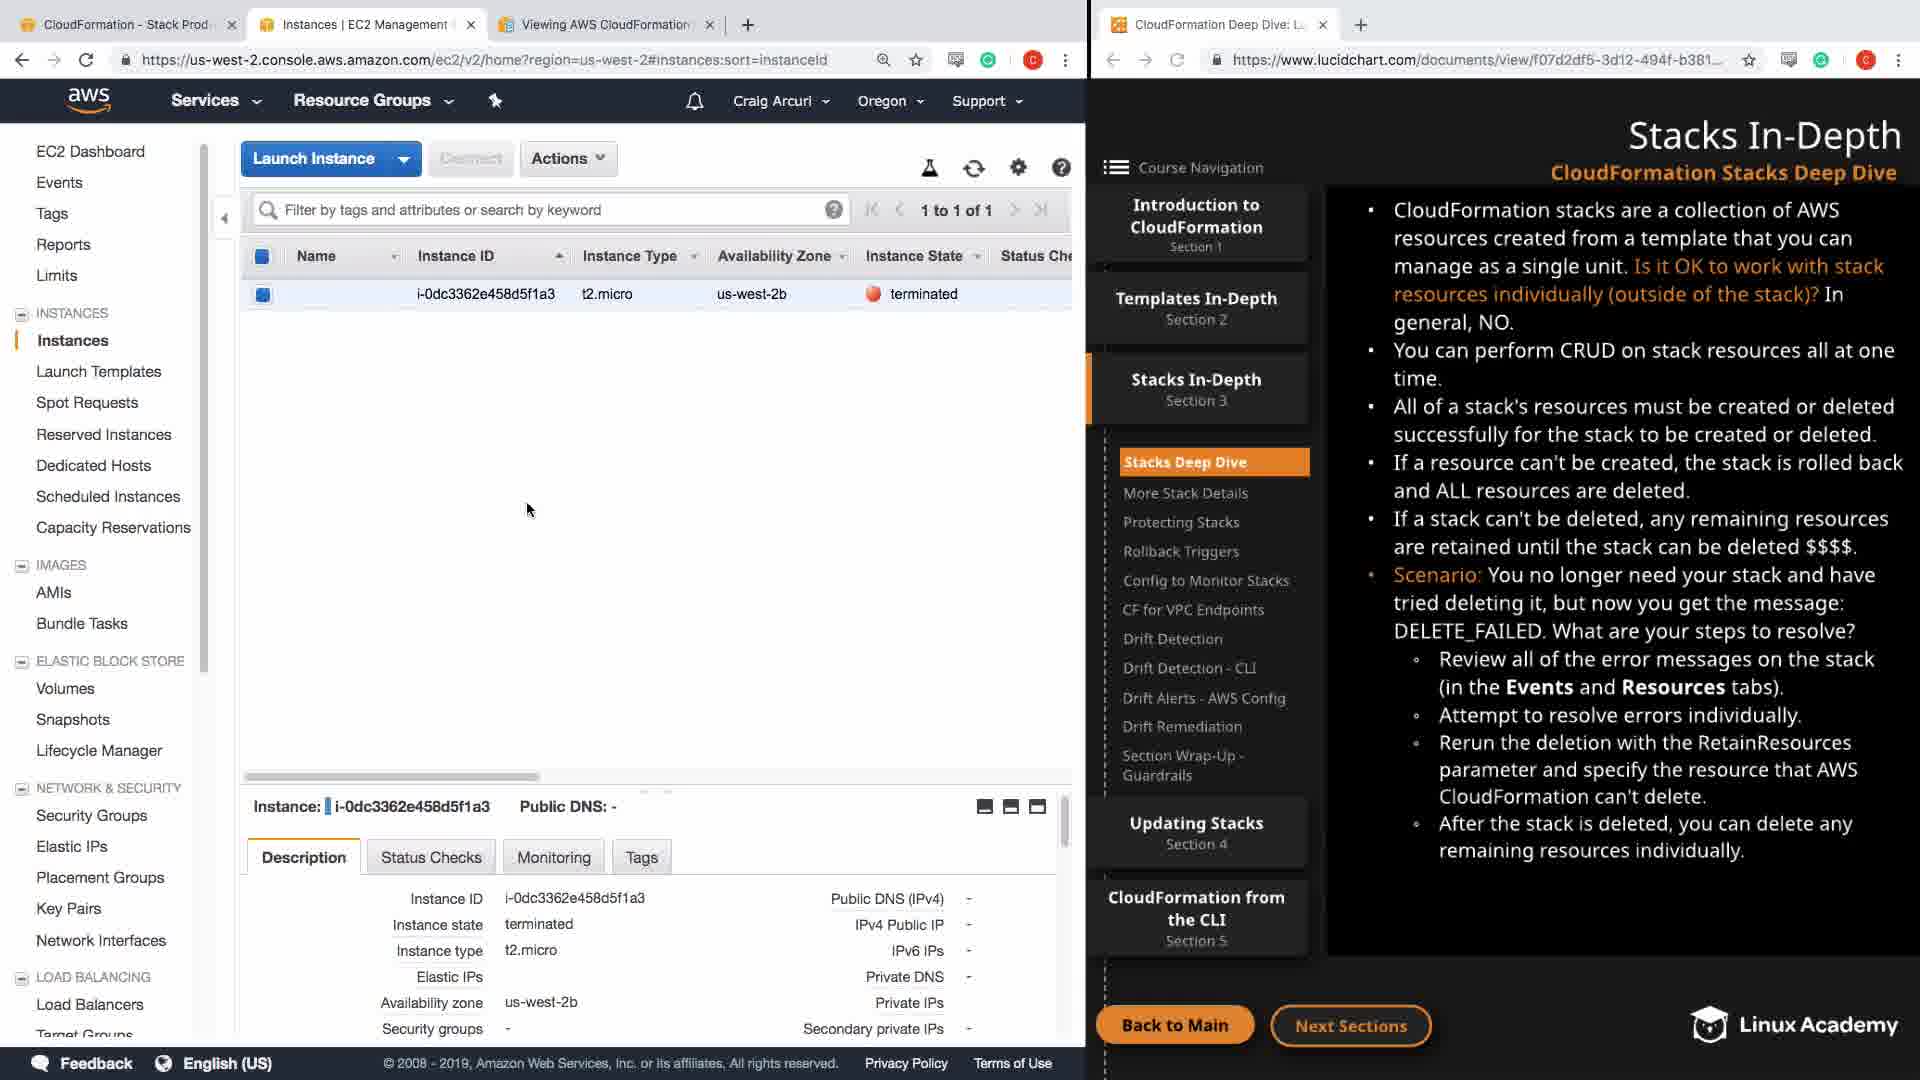 CloudFormation - Stack Prod
Instances | EC2 Management
Viewing AWS CloudFormation
https://us-west-2.console.aws.amazon.com/ec2/v2/home?region=us-west-2#instances:sort=instanceId
C
aws
Services
Resource Groups
Craig Arcuri
Oregon
Support
EC2 Dashboard
Events
Tags
Reports
Limits
INSTANCES
Instances
Launch Templates
Spot Requests
Reserved Instances
Dedicated Hosts
Scheduled Instances
Capacity Reservations
IMAGES
AMIs
Bundle Tasks
ELASTIC BLOCK STORE
Volumes
Snapshots
Lifecycle Manager
NETWORK & SECURITY
Security Groups
Elastic IPs
Placement Groups
Key Pairs
Network Interfaces
LOAD BALANCING
Load Balancers
Target Groups
Launch Instance
Connect
Actions
Filter by tags and attributes or search by keyword
1 to 1 of 1
Name Instance ID Instance Type Availability Zone Instance State Status Che
i-0dc3362e458d5f1a3 t2.micro us-west-2b terminated
Instance: i-0dc3362e458d5f1a3 Public DNS: -
Description Status Checks Monitoring Tags
Instance ID i-0dc3362e458d5f1a3 Public DNS (IPv4) -
Instance state terminated IPv4 Public IP -
Instance type t2.micro IPv6 IPs -
Elastic IPs Private DNS -
Availability zone us-west-2b Private IPs
Security groups - Secondary private IPs -
Feedback
English (US)
© 2008 - 2019, Amazon Web Services, Inc. or its affiliates. All rights reserved.
Privacy Policy
Terms of Use
CloudFormation Deep Dive: L
https://www.lucidchart.com/documents/view/f07d2df5-3d12-494f-b381...
C
Stacks In-Depth
CloudFormation Stacks Deep Dive
Course Navigation
Introduction to
CloudFormation
Section 1
Templates In-Depth
Section 2
Stacks In-Depth
Section 3
Stacks Deep Dive
More Stack Details
Protecting Stacks
Rollback Triggers
Config to Monitor Stacks
CF for VPC Endpoints
Drift Detection
Drift Detection - CLI
Drift Alerts - AWS Config
Drift Remediation
Section Wrap-Up -
Guardrails
Updating Stacks
Section 4
CloudFormation from
the CLI
Section 5
• CloudFormation stacks are a collection of AWS
resources created from a template that you can
manage as a single unit. Is it OK to work with stack
resources individually (outside of the stack)? In
general, NO.
• You can perform CRUD on stack resources all at one
time.
• All of a stack's resources must be created or deleted
successfully for the stack to be created or deleted.
• If a resource can't be created, the stack is rolled back
and ALL resources are deleted.
• If a stack can't be deleted, any remaining resources
are retained until the stack can be deleted $$$$.
• Scenario: You no longer need your stack and have
tried deleting it, but now you get the message:
DELETE_FAILED. What are your steps to resolve?
◦ Review all of the error messages on the stack
(in the Events and Resources tabs).
◦ Attempt to resolve errors individually.
◦ Rerun the deletion with the RetainResources
parameter and specify the resource that AWS
CloudFormation can't delete.
◦ After the stack is deleted, you can delete any
remaining resources individually.
Back to Main
Next Sections
Linux Academy